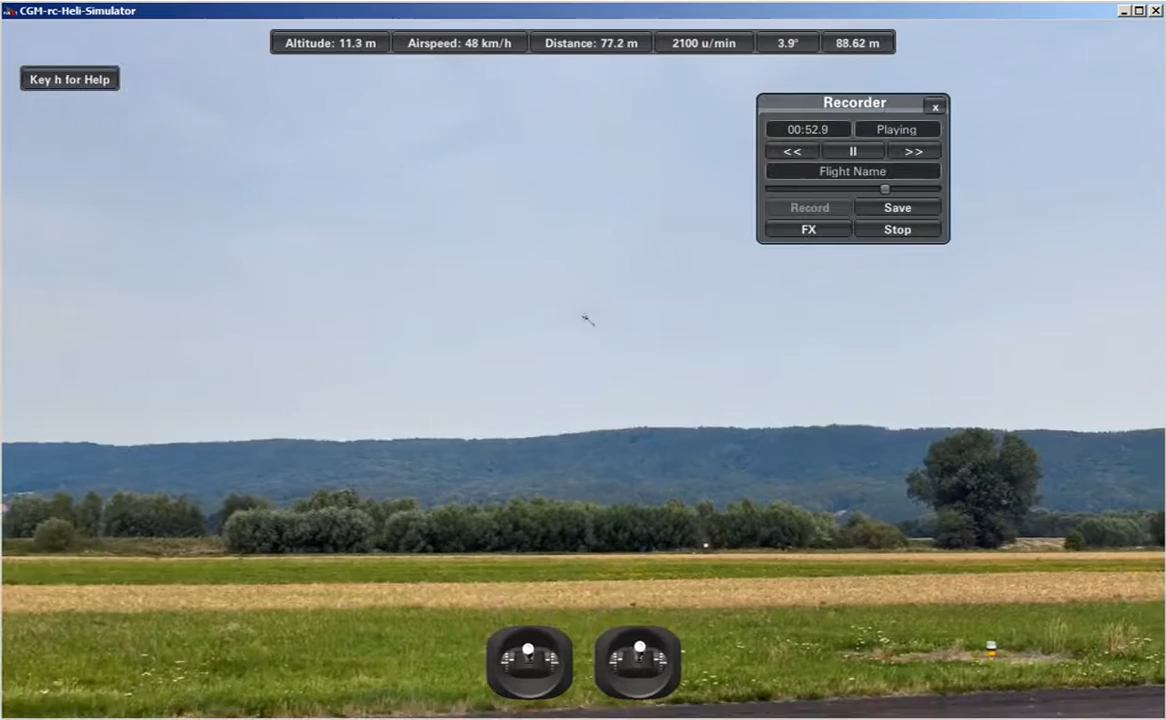 CGM-rc-Heli-Simulator
Altitude: 11.3 m Airspeed: 48 km/h Distance: 77.2 m 2100 u/min 3.9° 88.62 m
Key h for Help
Recorder x
00:52.9 Playing
<< II >>
Flight Name
Record Save
FX Stop